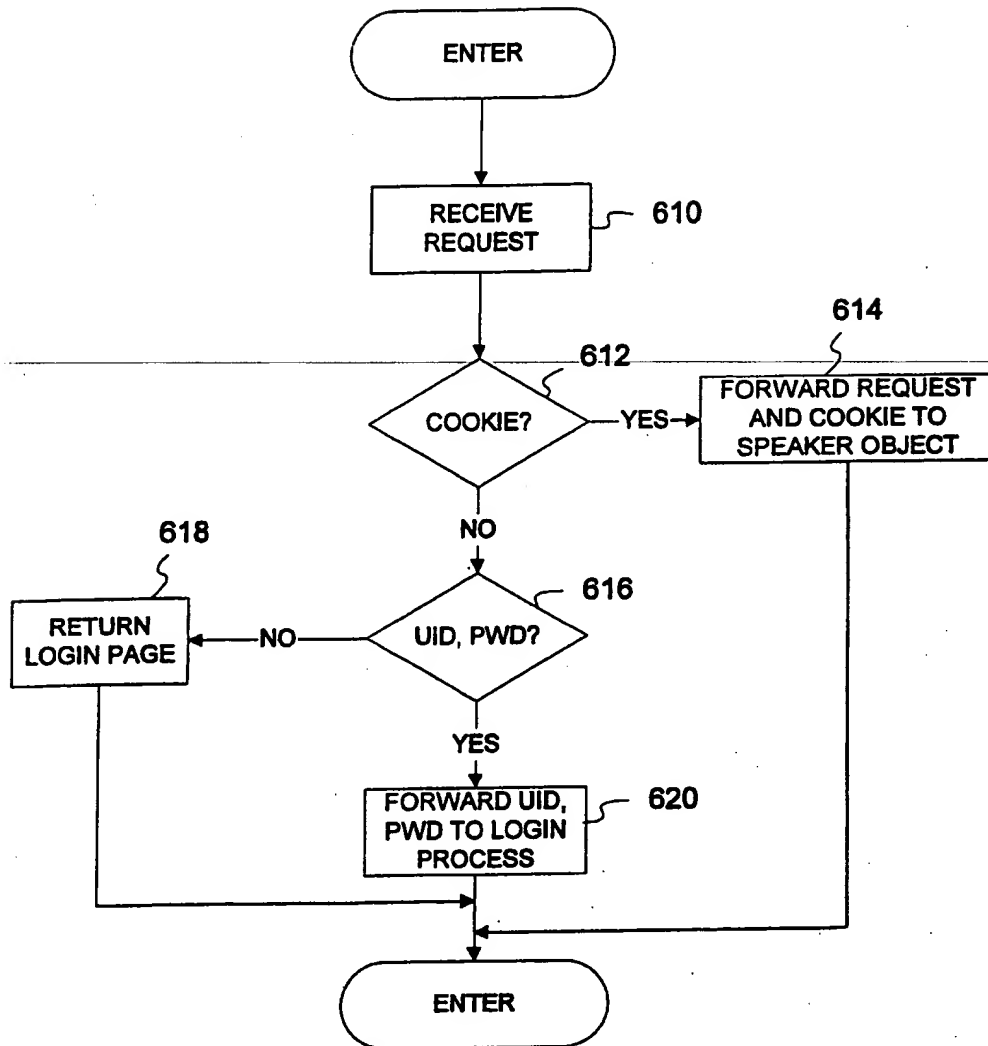 ENTER
RECEIVE
REQUEST
610
612
COOKIE?
YES
614
FORWARD REQUEST
AND COOKIE TO
SPEAKER OBJECT
NO
616
UID, PWD?
NO
618
RETURN
LOGIN PAGE
YES
FORWARD UID,
PWD TO LOGIN
PROCESS
620
ENTER